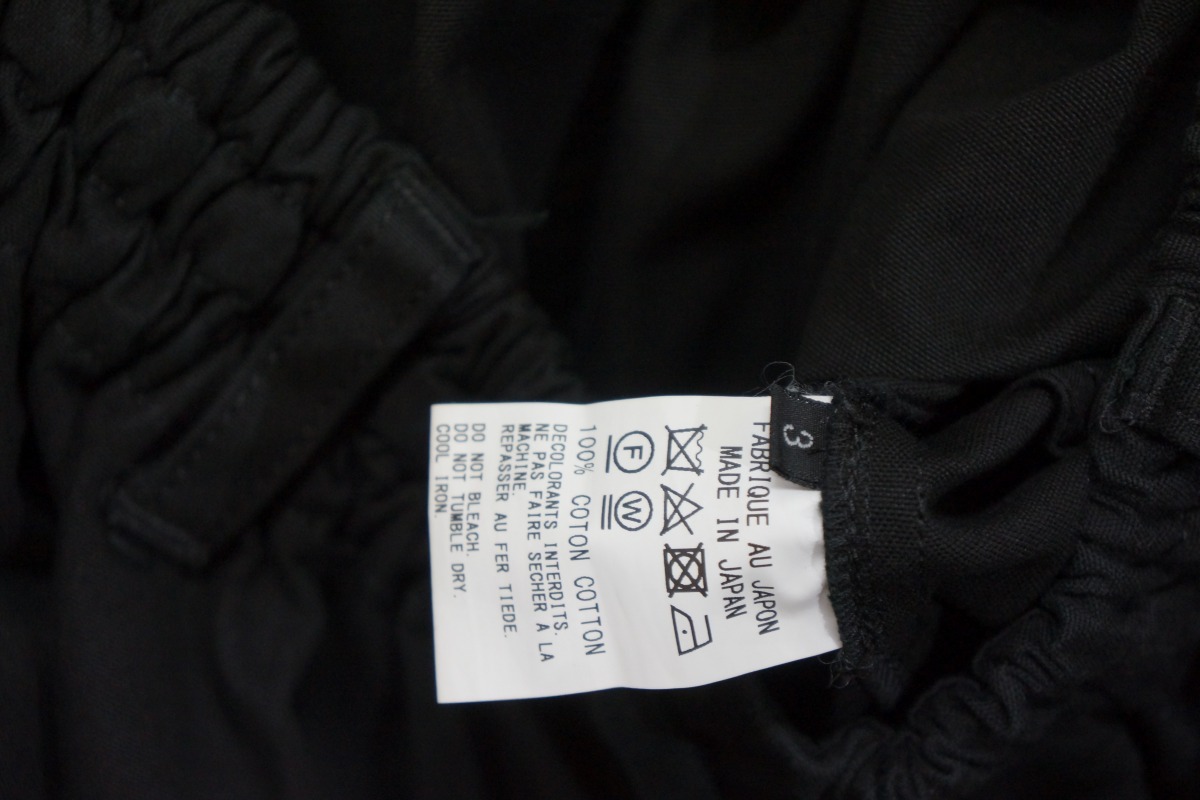 3
FABRIQUE AU JAPON
MADE IN JAPAN
F W
100% COTON COTTON
DECOLORANTS INTERDITS.
NE PAS FAIRE SECHER A LA
MACHINE.
REPASSER AU FER TIEDE.
DO NOT BLEACH.
DO NOT TUMBLE DRY.
COOL IRON.